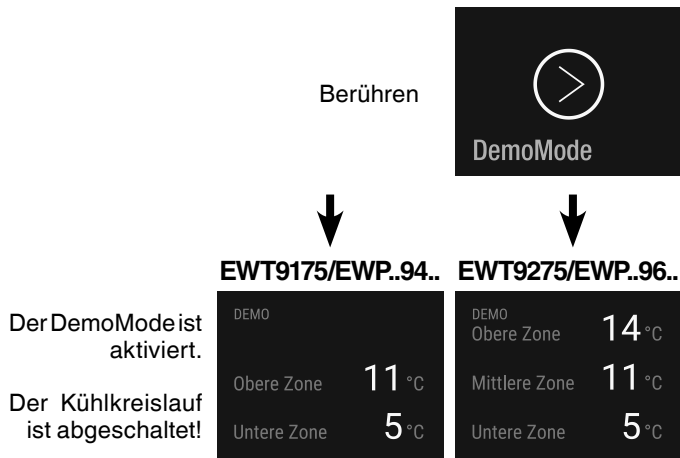 Berühren
DemoMode
EWT9175/EWP..94..
EWT9275/EWP..96..
Der DemoMode ist
aktiviert.
Der Kühlkreislauf
ist abgeschaltet!
DEMO
Obere Zone 11 °C
Untere Zone 5 °C
DEMO
Obere Zone 14 °C
Mittlere Zone 11 °C
Untere Zone 5 °C